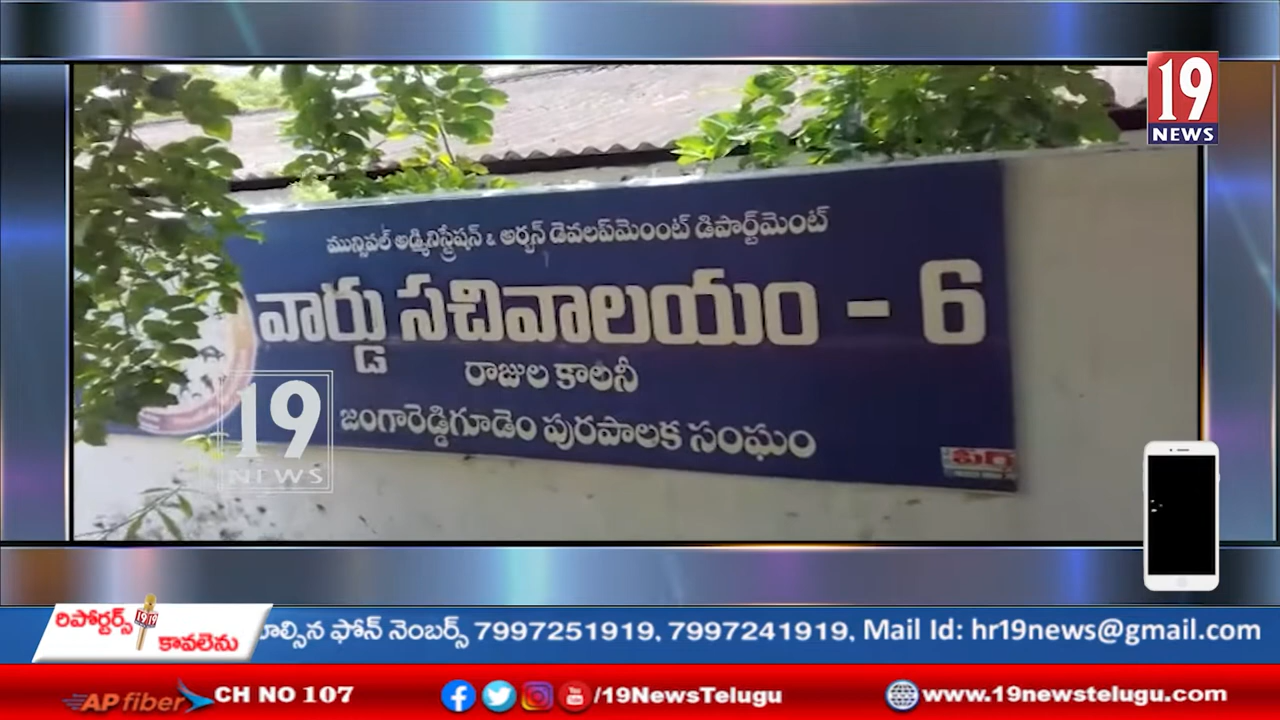 19
NEWS
మున్సిపల్ అడ్మినిస్ట్రేషన్ & అర్బన్ డెవలప్‌మెంంట్ డిపార్ట్‌మెంట్
వార్డు సచివాలయం - 6
రాజుల కాలనీ
జంగారెడ్డిగూడెం పురపాలక సంఘం
19
NEWS
రిపోర్టర్స్
కావలెను
ఫోన్ నెంబర్స్ 7997251919, 7997241919, Mail Id: hr19news@gmail.com
AP fiber CH NO 107
/19NewsTelugu
www.19newstelugu.com